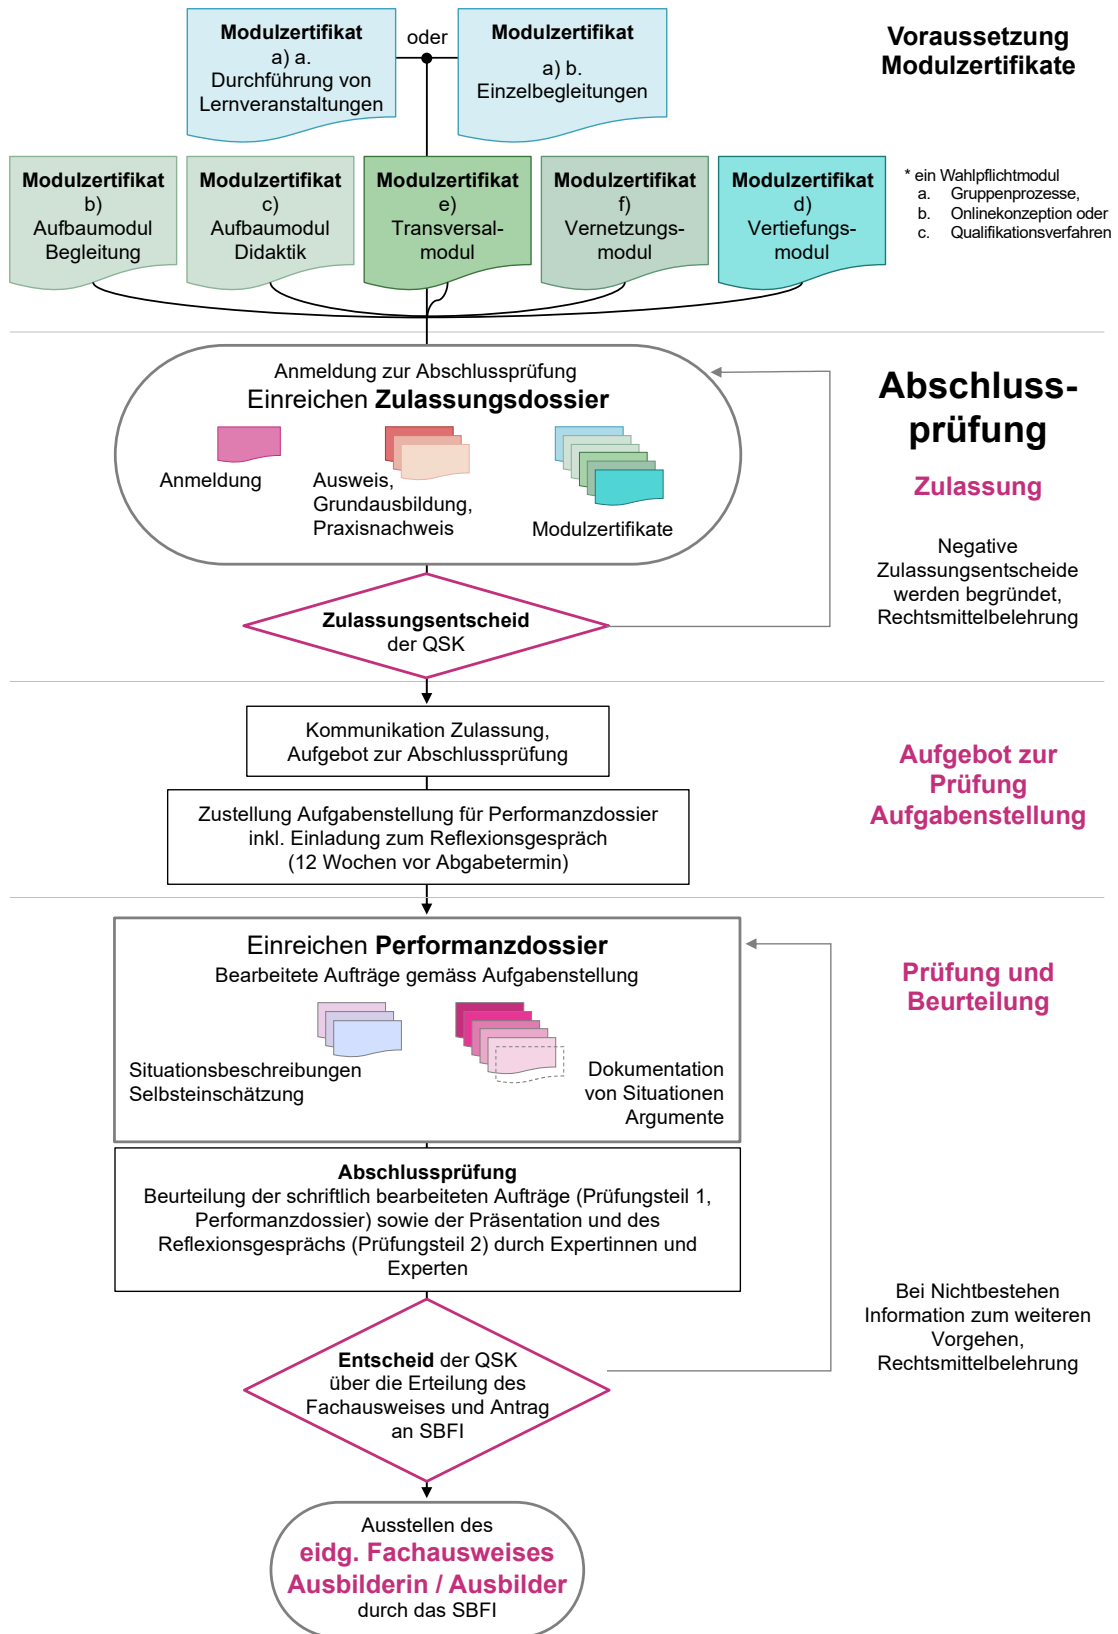 Modulzertifikat
a) a.
Durchführung von
Lernveranstaltungen
oder
Modulzertifikat
a) b.
Einzelbegleitungen
Voraussetzung
Modulzertifikate
Modulzertifikat
b)
Aufbaumodul
Begleitung
Modulzertifikat
c)
Aufbaumodul
Didaktik
Modulzertifikat
e)
Transversal-
modul
Modulzertifikat
f)
Vernetzungs-
modul
Modulzertifikat
d)
Vertiefungs-
modul
* ein Wahlpflichtmodul
a. Gruppenprozesse,
b. Onlinekonzeption oder
c. Qualifikationsverfahren
Anmeldung zur Abschlussprüfung
Einreichen Zulassungsdossier
Anmeldung
Ausweis,
Grundausbildung,
Praxisnachweis
Modulzertifikate
Abschluss-
prüfung
Zulassung
Negative
Zulassungsentscheide
werden begründet,
Rechtsmittelbelehrung
Zulassungsentscheid
der QSK
Kommunikation Zulassung,
Aufgebot zur Abschlussprüfung
Zustellung Aufgabenstellung für Performanzdossier
inkl. Einladung zum Reflexionsgespräch
(12 Wochen vor Abgabetermin)
Aufgebot zur
Prüfung
Aufgabenstellung
Einreichen Performanzdossier
Bearbeitete Aufträge gemäss Aufgabenstellung
Situationsbeschreibungen
Selbsteinschätzung
Dokumentation
von Situationen
Argumente
Prüfung und
Beurteilung
Abschlussprüfung
Beurteilung der schriftlich bearbeiteten Aufträge (Prüfungsteil 1,
Performanzdossier) sowie der Präsentation und des
Reflexionsgesprächs (Prüfungsteil 2) durch Expertinnen und
Experten
Bei Nichtbestehen
Information zum weiteren
Vorgehen,
Rechtsmittelbelehrung
Entscheid der QSK
über die Erteilung des
Fachausweises und Antrag
an SBFI
Ausstellen des
eidg. Fachausweises
Ausbilderin / Ausbilder
durch das SBFI